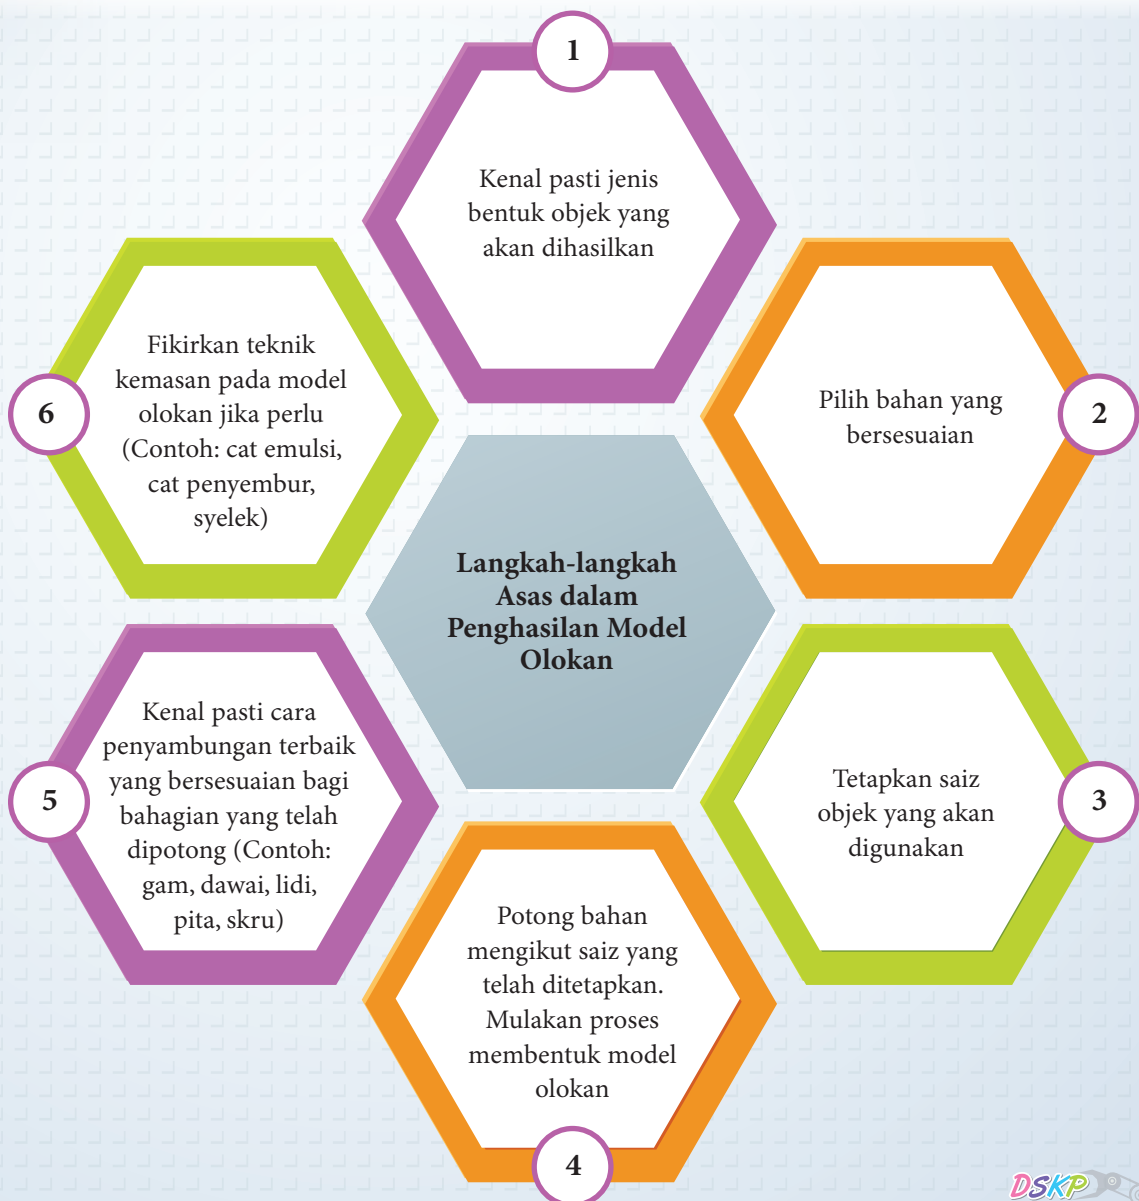 1
Kenal pasti jenis
bentuk objek yang
akan dihasilkan
2
Pilih bahan yang
bersesuaian
3
Tetapkan saiz
objek yang akan
digunakan
4
Potong bahan
mengikut saiz yang
telah ditetapkan.
Mulakan proses
membentuk model
olokan
5
Kenal pasti cara
penyambungan terbaik
yang bersesuaian bagi
bahagian yang telah
dipotong (Contoh:
gam, dawai, lidi,
pita, skru)
6
Fikirkan teknik
kemasan pada model
olokan jika perlu
(Contoh: cat emulsi,
cat penyembur,
syelek)
Langkah-langkah
Asas dalam
Penghasilan Model
Olokan
DSKP